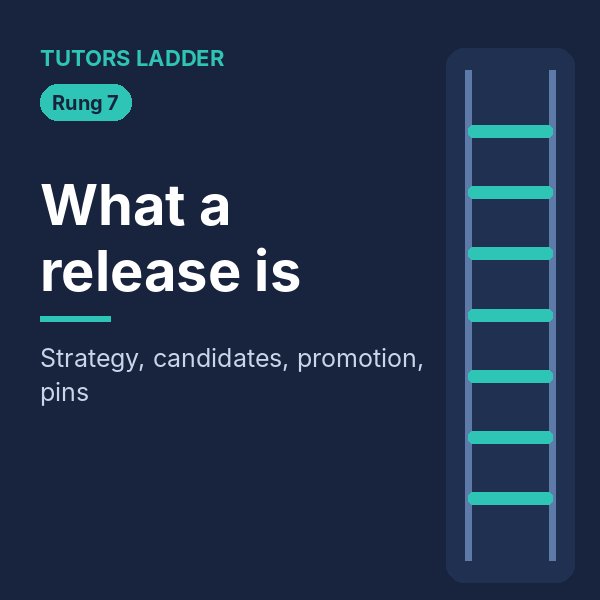 TUTORS LADDER
Rung 7
What a
release is
Strategy, candidates, promotion,
pins